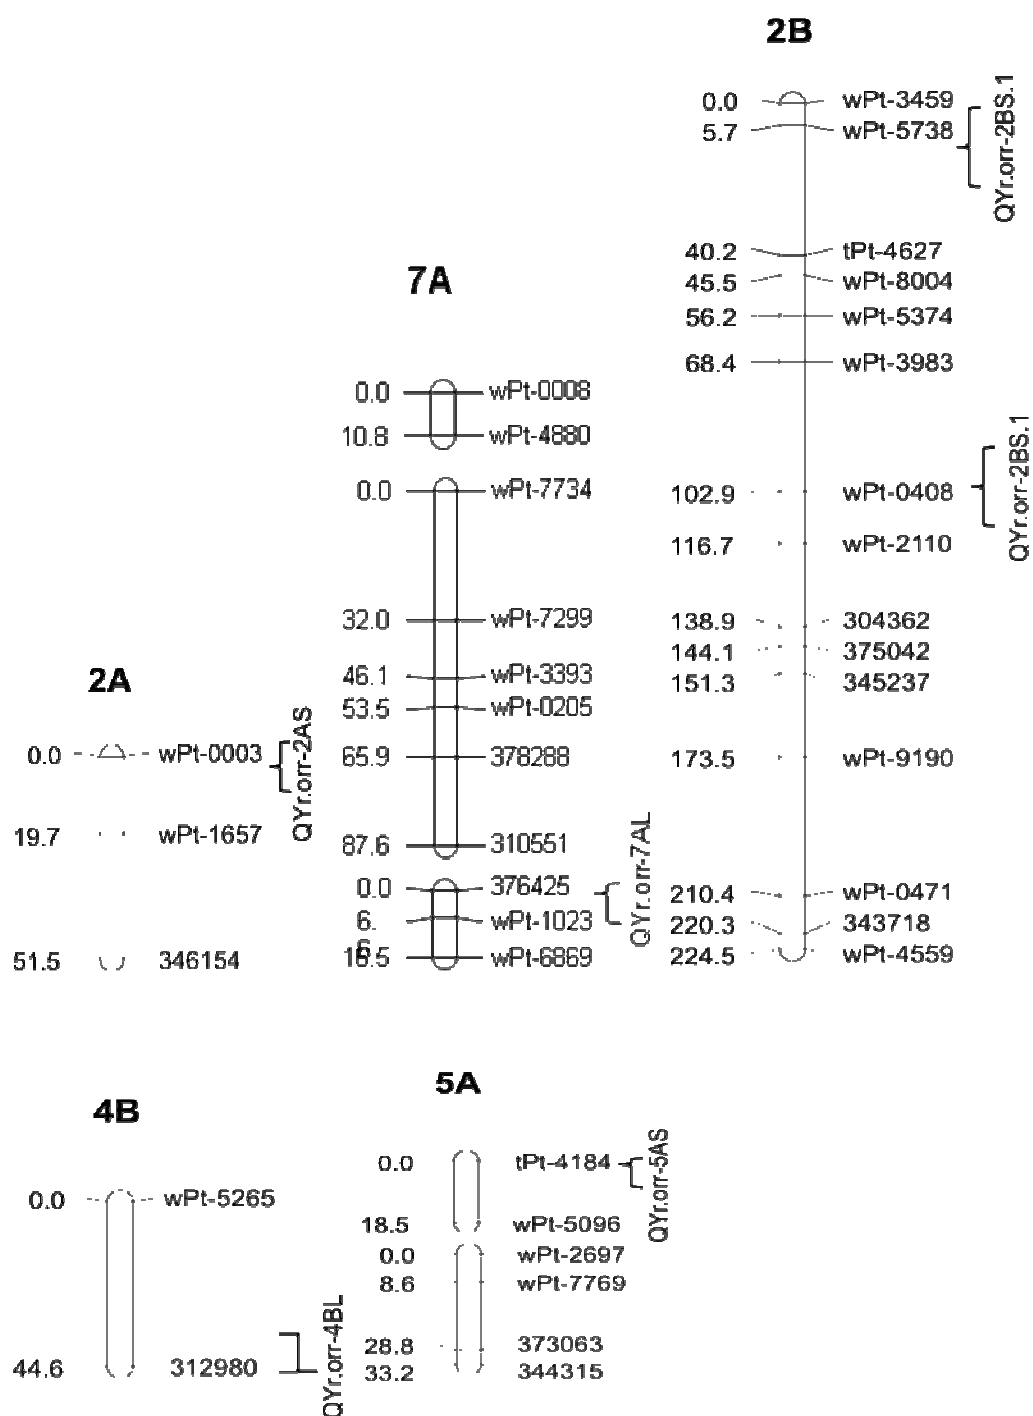 2B
0.0 wPt-3459
5.7 wPt-5738
QYr.orr-2BS.1
40.2 tPt-4627
45.5 wPt-8004
56.2 wPt-5374
68.4 wPt-3983
102.9 wPt-0408
QYr.orr-2BS.1
116.7 wPt-2110
138.9 304362
144.1 375042
151.3 345237
173.5 wPt-9190
210.4 wPt-0471
220.3 343718
224.5 wPt-4559
7A
0.0 wPt-0008
10.8 wPt-4880
0.0 wPt-7734
32.0 wPt-7299
46.1 wPt-3393
53.5 wPt-0205
65.9 378288
87.6 310551
0.0 376425
6. wPt-1023
6
18.5 wPt-6869
QYr.orr-7AL
2A
0.0 wPt-0003
QYr.orr-2AS
19.7 wPt-1657
51.5 346154
4B
0.0 wPt-5265
44.6 312980
QYr.orr-4BL
5A
0.0 tPt-4184
QYr.orr-5AS
18.5 wPt-5096
0.0 wPt-2697
8.6 wPt-7769
28.8 373063
33.2 344315